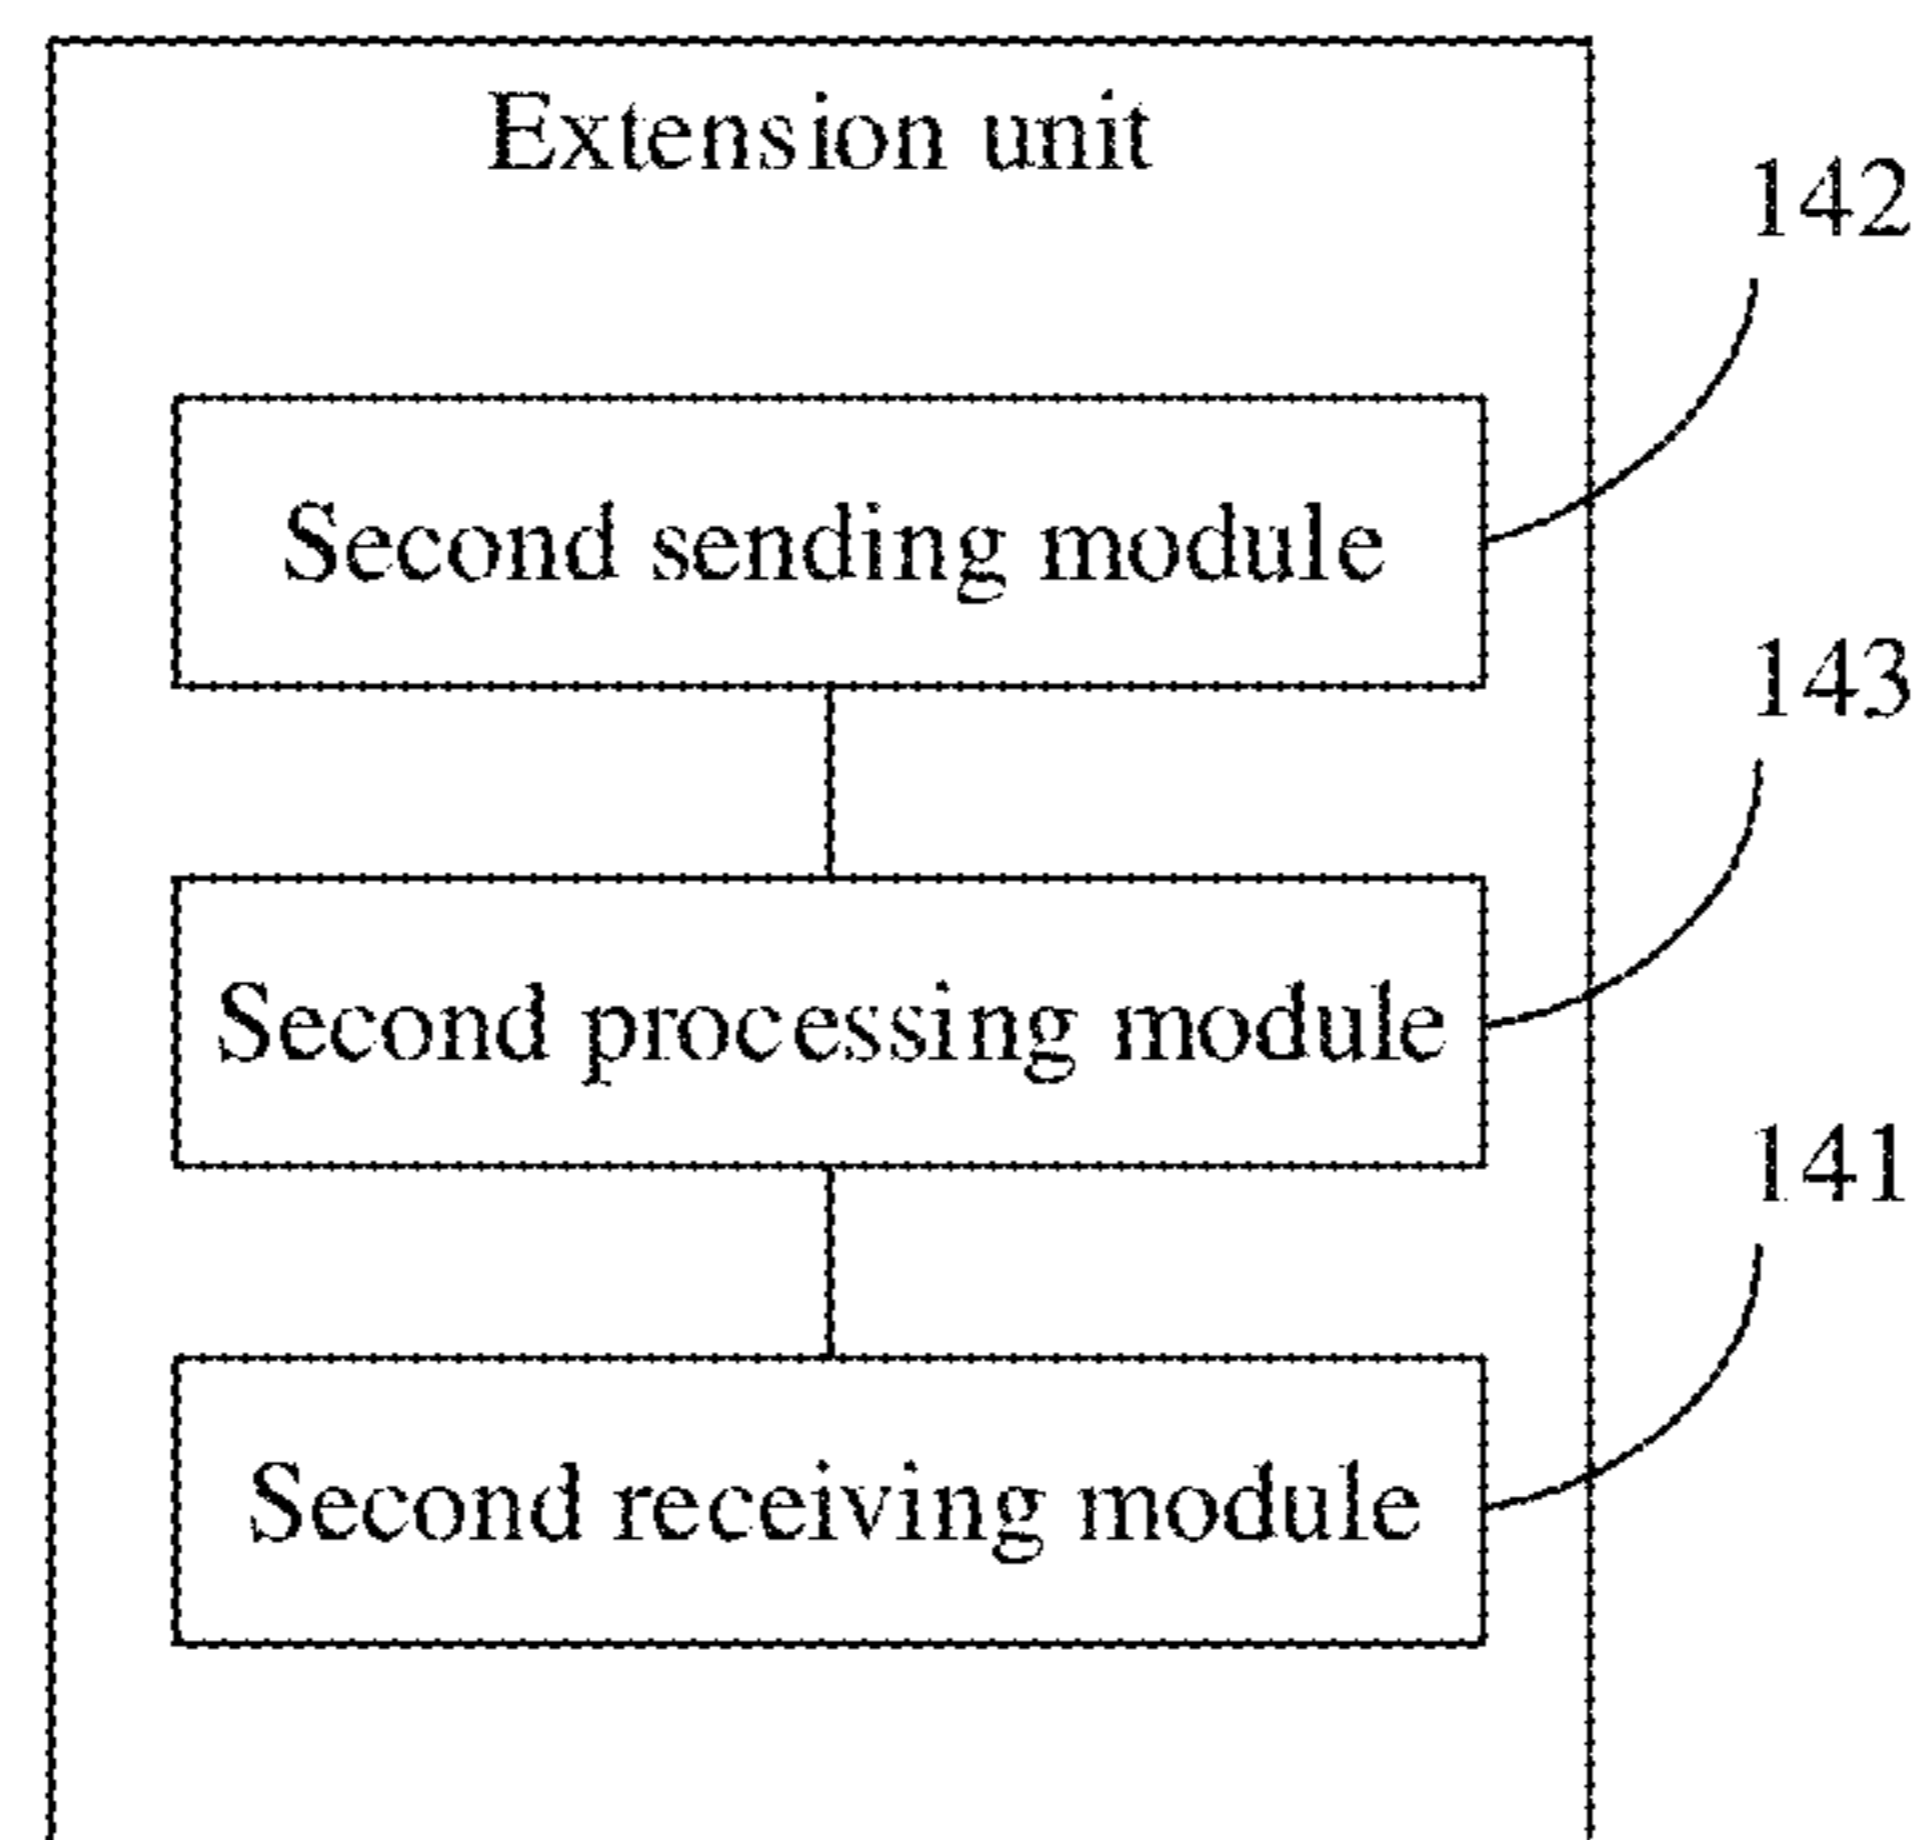 Extension unit
142
Second sending module
143
Second processing module
141
Second receiving module